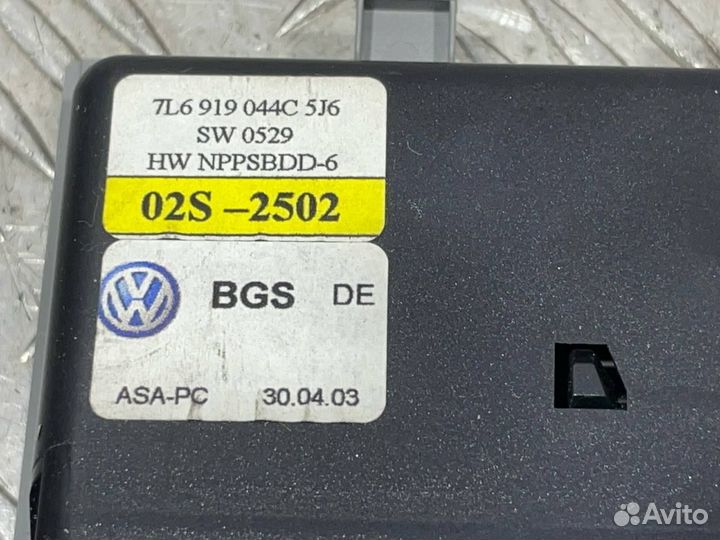 7L6 919 044C 5J6
SW 0529
HW NPPSBDD-6
02S –2502
BGS DE
ASA-PC 30.04.03
Avito